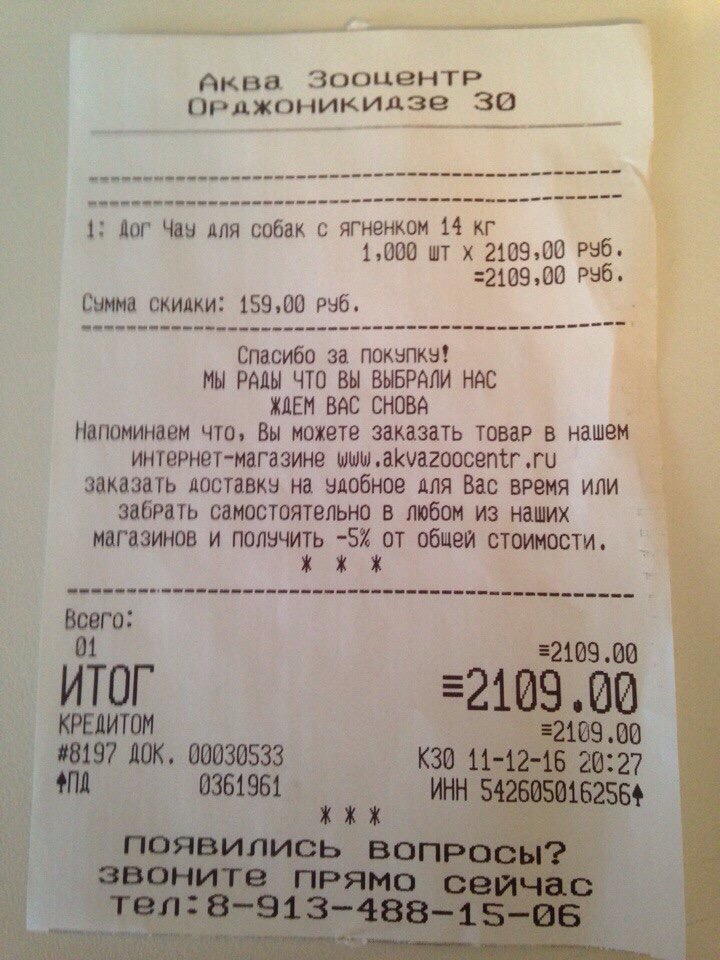 Аква Зооцентр
Орджоникидзе 30
1: Дог Чау для собак с ягненком 14 кг
1,000 шт х 2109,00 руб.
=2109,00 руб.
Сумма скидки: 159,00 руб.
Спасибо за покупку!
МЫ РАДЫ ЧТО ВЫ ВЫБРАЛИ НАС
ЖДЕМ ВАС СНОВА
Напоминаем что, Вы можете заказать товар в нашем
интернет-магазине www.akvazoocentr.ru
заказать доставку на удобное для Вас время или
забрать самостоятельно в любом из наших
магазинов и получить -5% от общей стоимости.
* * *
Всего:
01 ≡2109.00
ИТОГ ≡2109.00
КРЕДИТОМ ≡2109.00
#8197 ДОК. 00030533 К30 11-12-16 20:27
♠ПД 0361961 ИНН 542605016256♠
* * *
ПОЯВИЛИСЬ ВОПРОСЫ?
ЗВОНИТЕ ПРЯМО СЕЙЧАС
тел:8-913-488-15-06